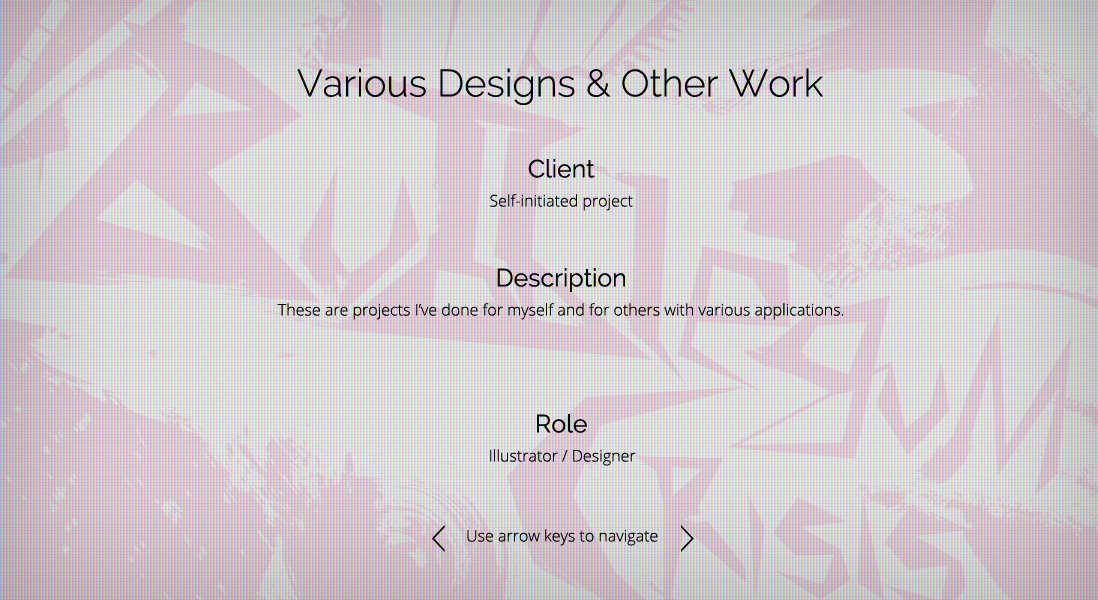 Various Designs & Other Work
Client
Self-initiated project
Description
These are projects I've done for myself and for others with various applications.
Role
Illustrator / Designer
Use arrow keys to navigate